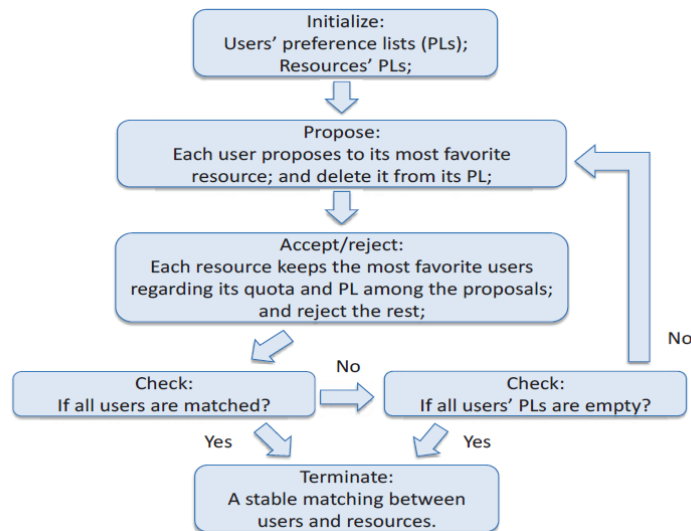 Initialize:
Users' preference lists (PLs);
Resources' PLs;
Propose:
Each user proposes to its most favorite
resource; and delete it from its PL;
Accept/reject:
Each resource keeps the most favorite users
regarding its quota and PL among the proposals;
and reject the rest;
No
No
Check:
If all users are matched?
Check:
If all users' PLs are empty?
Yes
Yes
Terminate:
A stable matching between
users and resources.